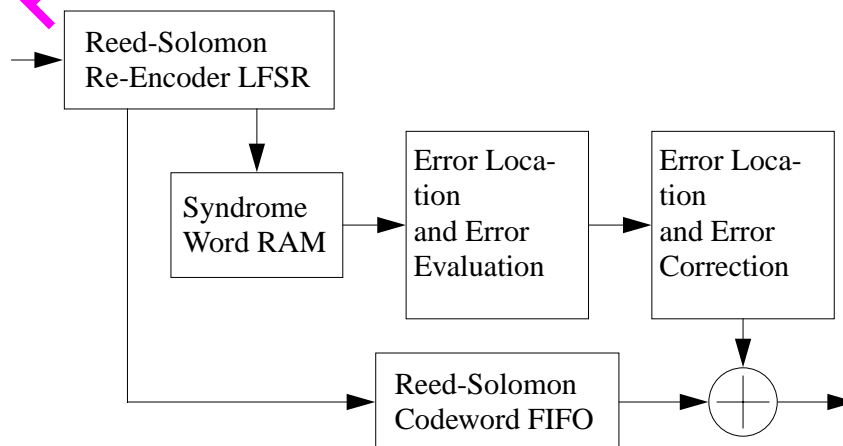 Reed-Solomon
Re-Encoder LFSR
Syndrome
Word RAM
Error Loca-
tion
and Error
Evaluation
Error Loca-
tion
and Error
Correction
Reed-Solomon
Codeword FIFO